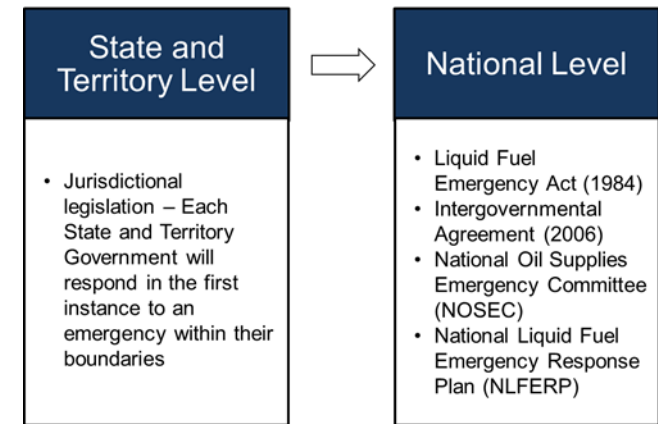 State and
Territory Level
• Jurisdictional
legislation – Each
State and Territory
Government will
respond in the first
instance to an
emergency within their
boundaries
National Level
• Liquid Fuel
Emergency Act (1984)
• Intergovernmental
Agreement (2006)
• National Oil Supplies
Emergency Committee
(NOSEC)
• National Liquid Fuel
Emergency Response
Plan (NLFERP)